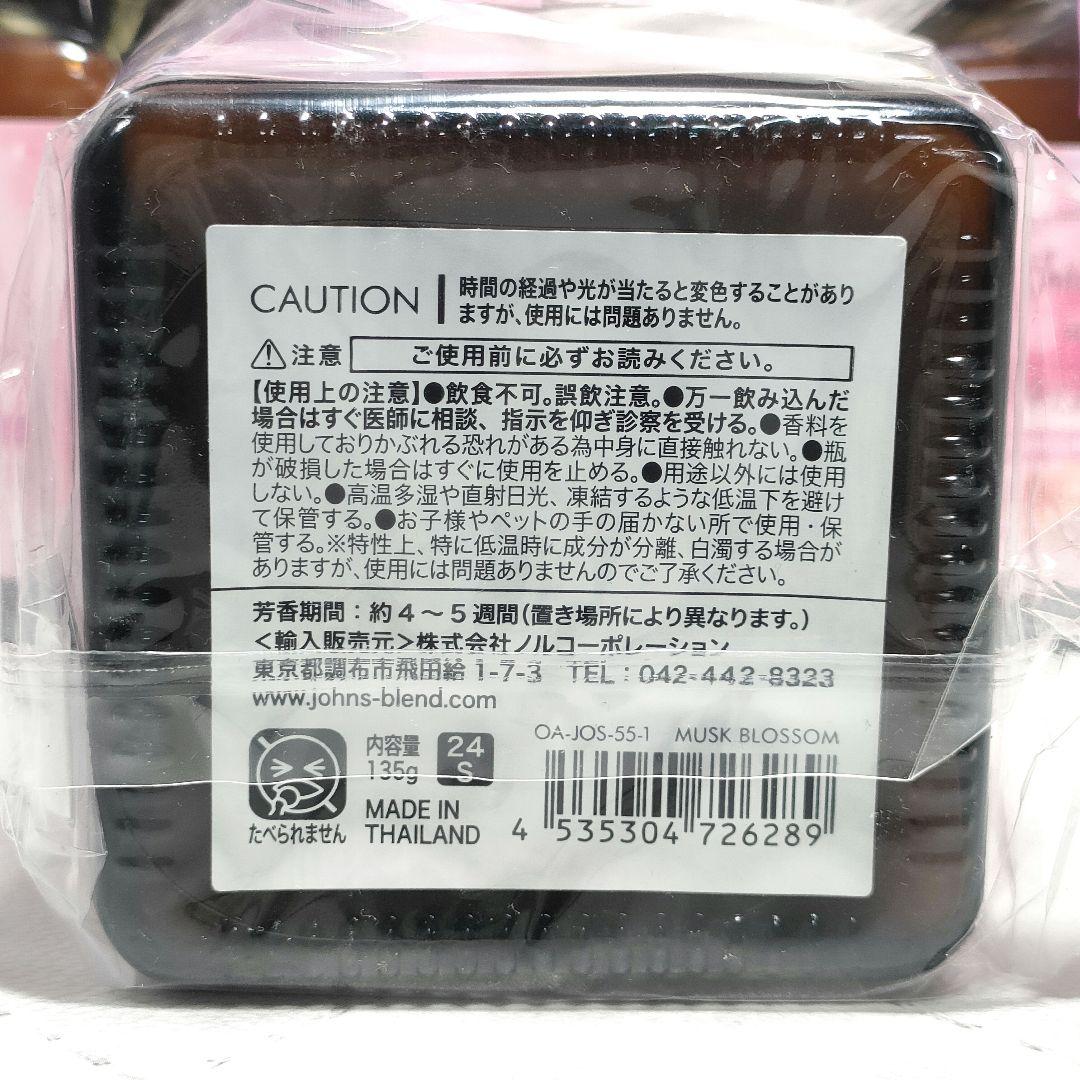 CAUTION
時間の経過や光が当たると変色することがあり
ますが、使用には問題ありません。
⚠注意 ご使用前に必ずお読みください。
【使用上の注意】●飲食不可。誤飲注意。●万一飲み込んだ
場合はすぐ医師に相談、指示を仰ぎ診察を受ける。●香料を
使用しておりかぶれる恐れがある為中身に直接触れない。●瓶
が破損した場合はすぐに使用を止める。●用途以外には使用
しない。●高温多湿や直射日光、凍結するような低温下を避け
て保管する。●お子様やペットの手の届かない所で使用・保
管する。※特性上、特に低温時に成分が分離、白濁する場合が
ありますが、使用には問題ありませんのでご了承ください。
芳香期間：約4〜5週間(置き場所により異なります。)
＜輸入販売元＞株式会社ノルコーポレーション
東京都調布市飛田給1-7-3 TEL：042-442-8323
www.johns-blend.com
たべられません
内容量
135g
24
S
MADE IN
THAILAND
OA-JOS-55-1 MUSK BLOSSOM
4 535304 726289